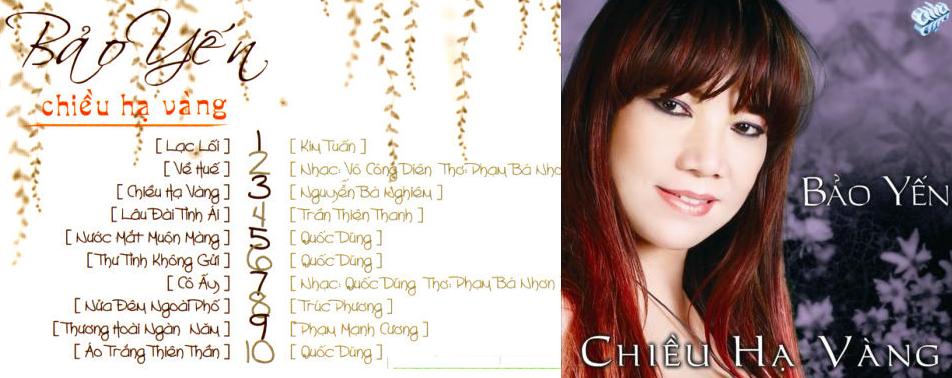 Bảo Yến
chiều hạ vàng
[ Lạc Lối ] 1 [ Kim Tuấn ]
[ Về Huế ] 2 [ Nhạc: Võ Công Diên Thơ: Phạm Bá Nhơ
[ Chiều Hạ Vàng ] 3 [ Nguyễn Bá Nghiêm ]
[ Lâu Đài Tình Ái ] 4 [ Trần Thiện Thanh ]
[ Nước Mắt Muộn Màng ] 5 [ Quốc Dũng ]
[ Thư Tình Không Gửi ] 6 [ Quốc Dũng ]
[ Cô Ấy ] 7 [ Nhạc: Quốc Dũng Thơ: Phạm Bá Nhơn
[ Nửa Đêm Ngoài Phố ] 8 [ Trúc Phương ]
[ Thương Hoài Ngàn Năm ] 9 [ Phạm Mạnh Cương ]
[ Áo Trắng Thiên Thần ] 10 [ Quốc Dũng ]
Bảo Yến
Chiều Hạ Vàng